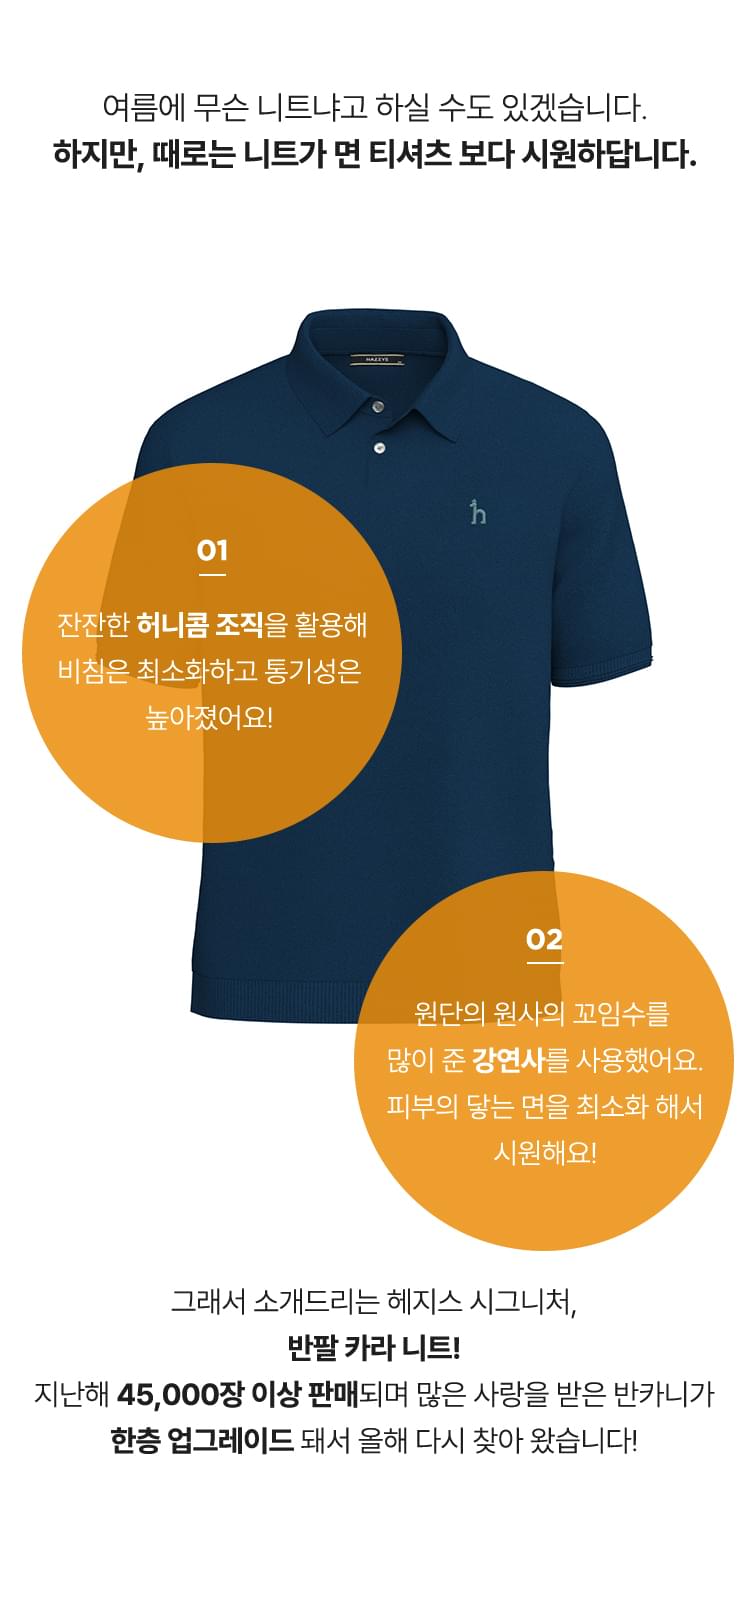 여름에 무슨 니트냐고 하실 수도 있겠습니다.
하지만, 때로는 니트가 면 티셔츠 보다 시원하답니다.
HAZZYS
h
01
잔잔한 허니콤 조직을 활용해
비침은 최소화하고 통기성은
높아졌어요!
02
원단의 원사의 꼬임수를
많이 준 강연사를 사용했어요.
피부의 닿는 면을 최소화 해서
시원해요!
그래서 소개드리는 헤지스 시그니처,
반팔 카라 니트!
지난해 45,000장 이상 판매되며 많은 사랑을 받은 반카니가
한층 업그레이드 돼서 올해 다시 찾아 왔습니다!